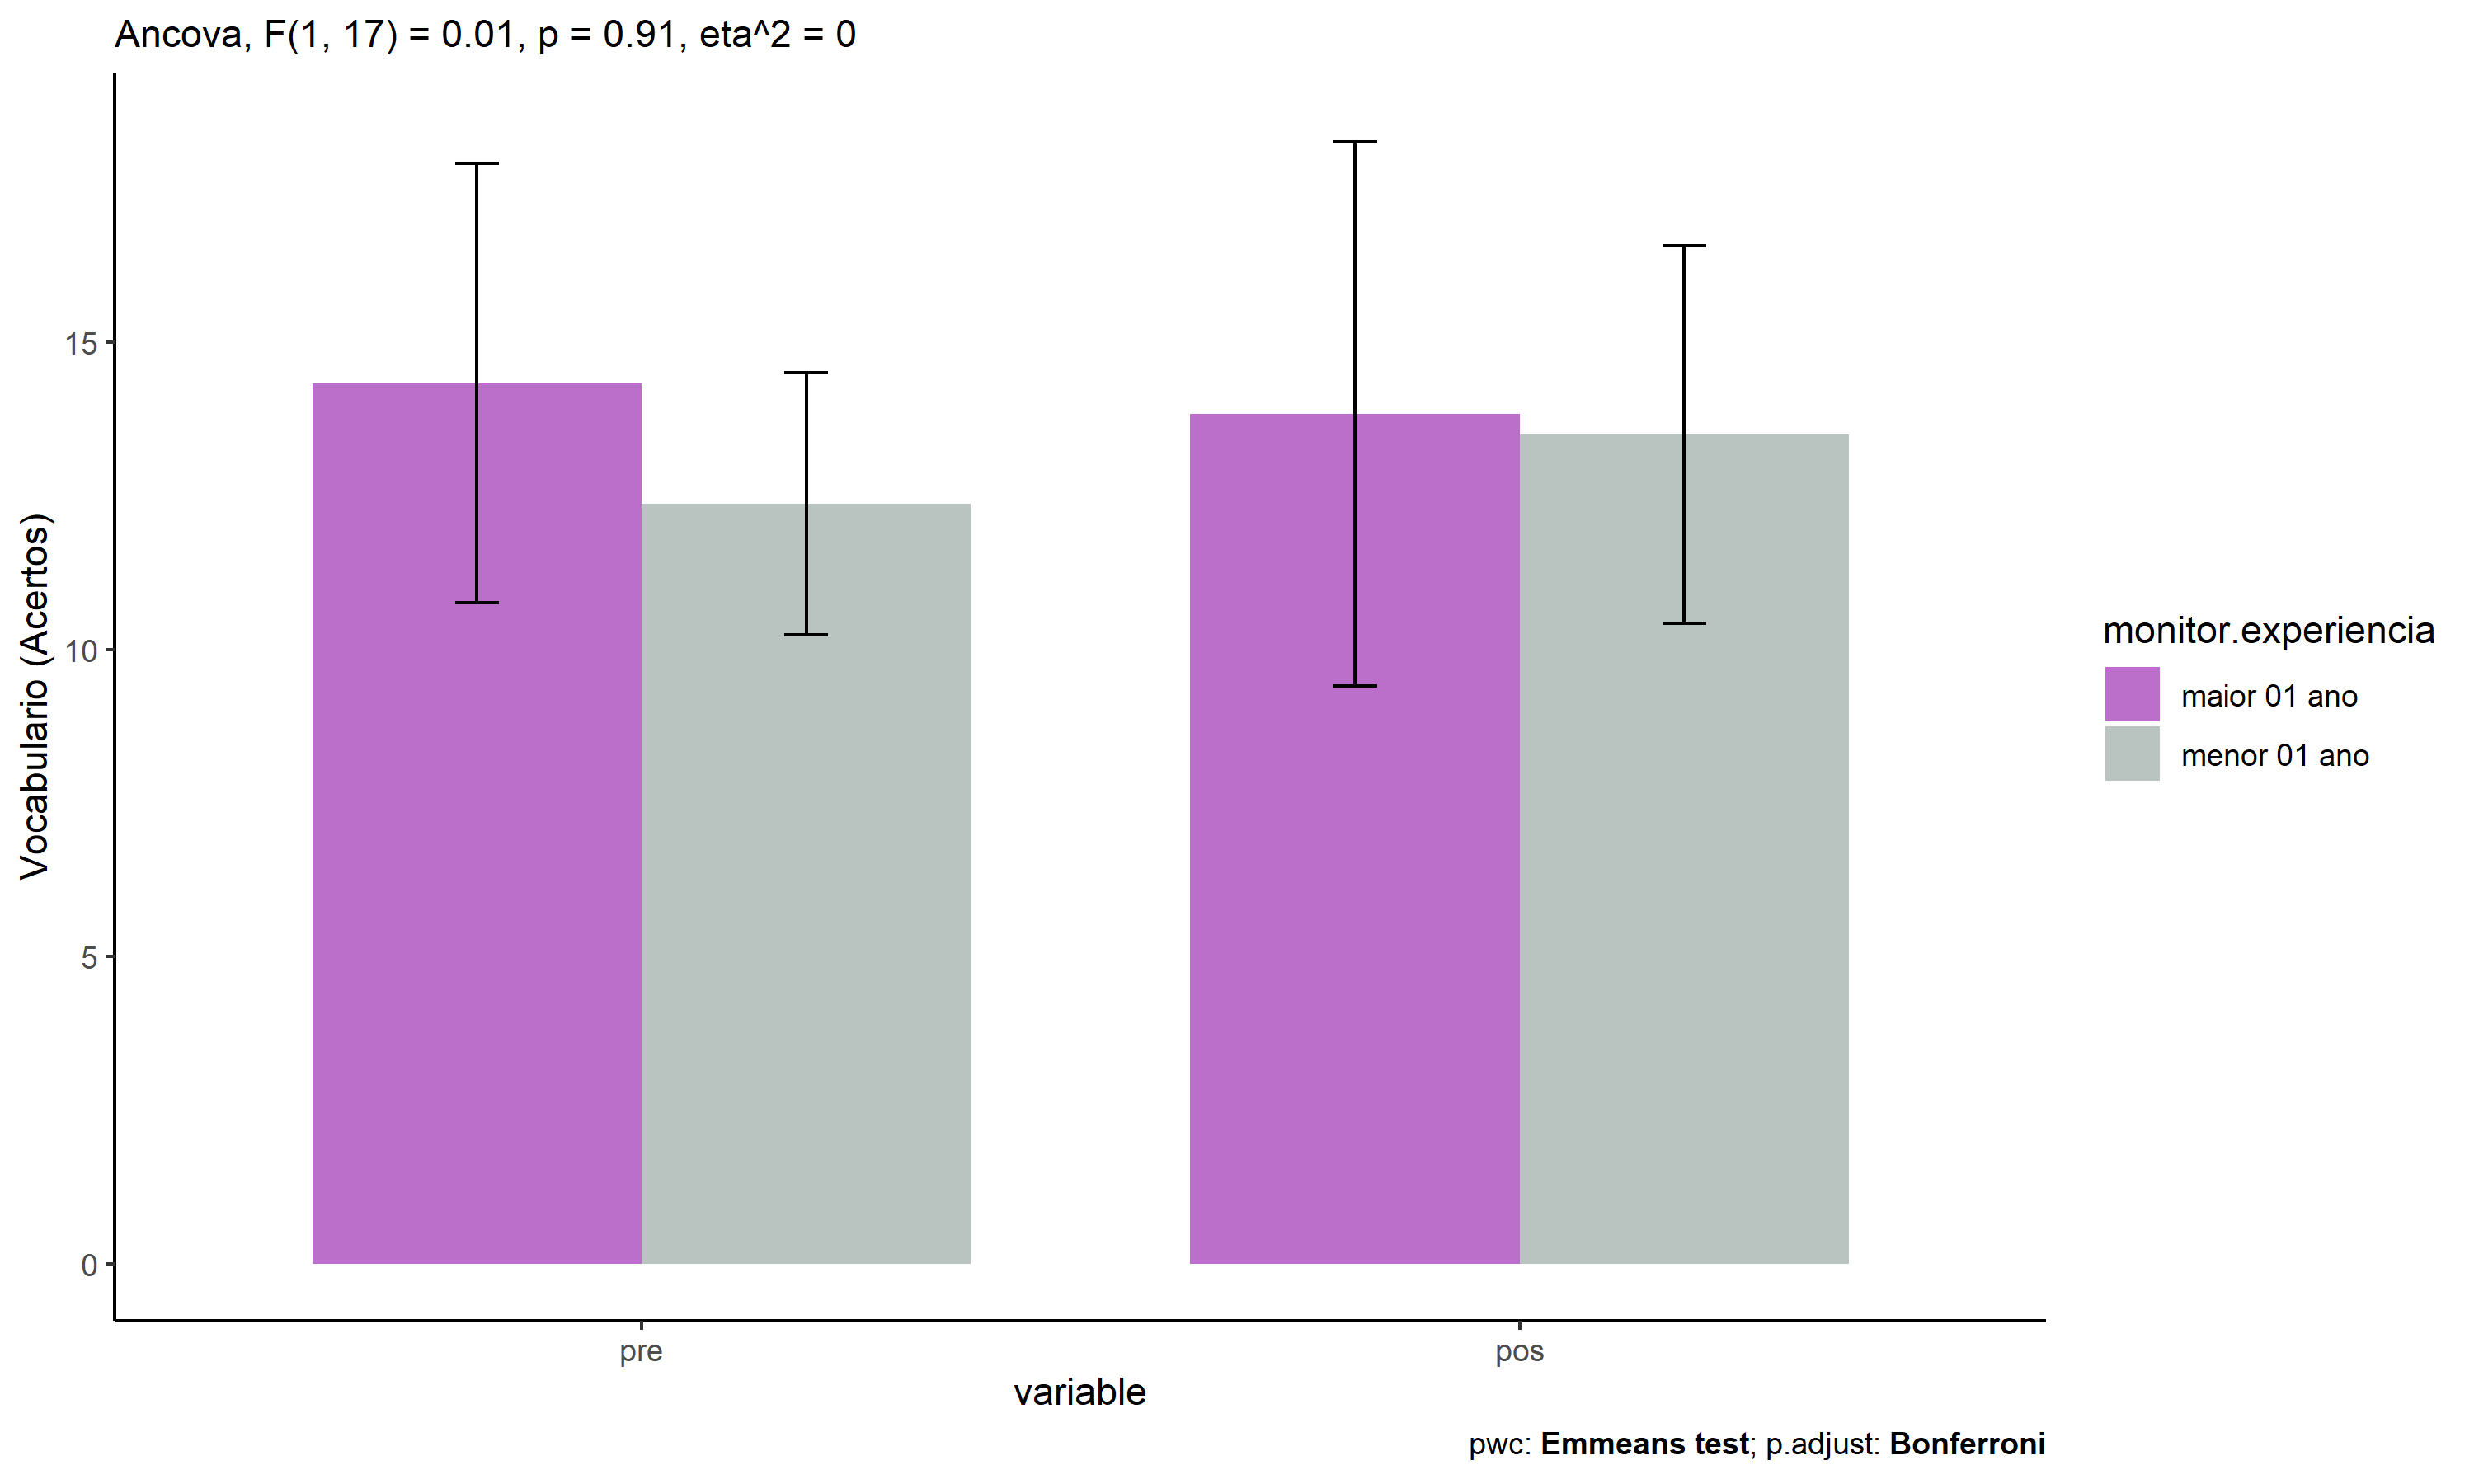 Ancova, F(1, 17) = 0.01, p = 0.91, eta^2 = 0
Vocabulario (Acertos)
15
10
5
0
pre
pos
variable
monitor.experiencia
maior 01 ano
menor 01 ano
pwc: Emmeans test; p.adjust: Bonferroni